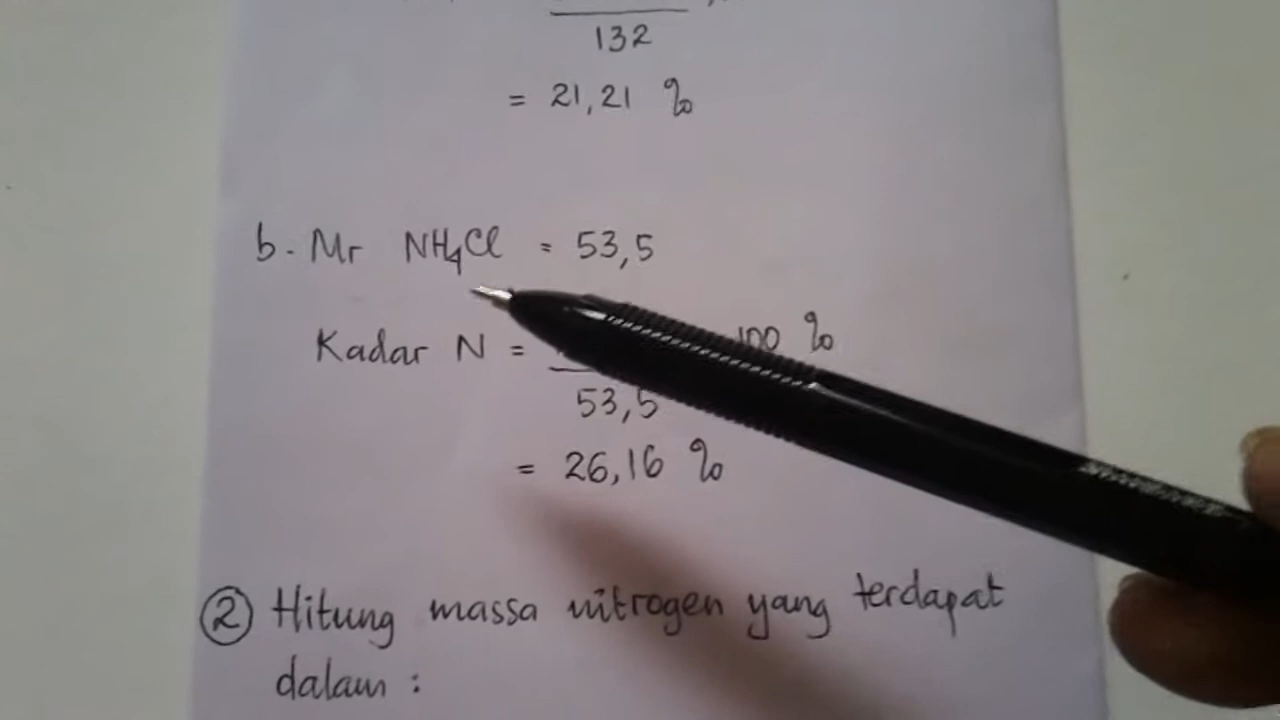 132
= 21,21 %
b. Mr NH4Cl = 53,5
Kadar N = 100 %
53,5
= 26,16 %
② Hitung massa nitrogen yang terdapat
dalam :